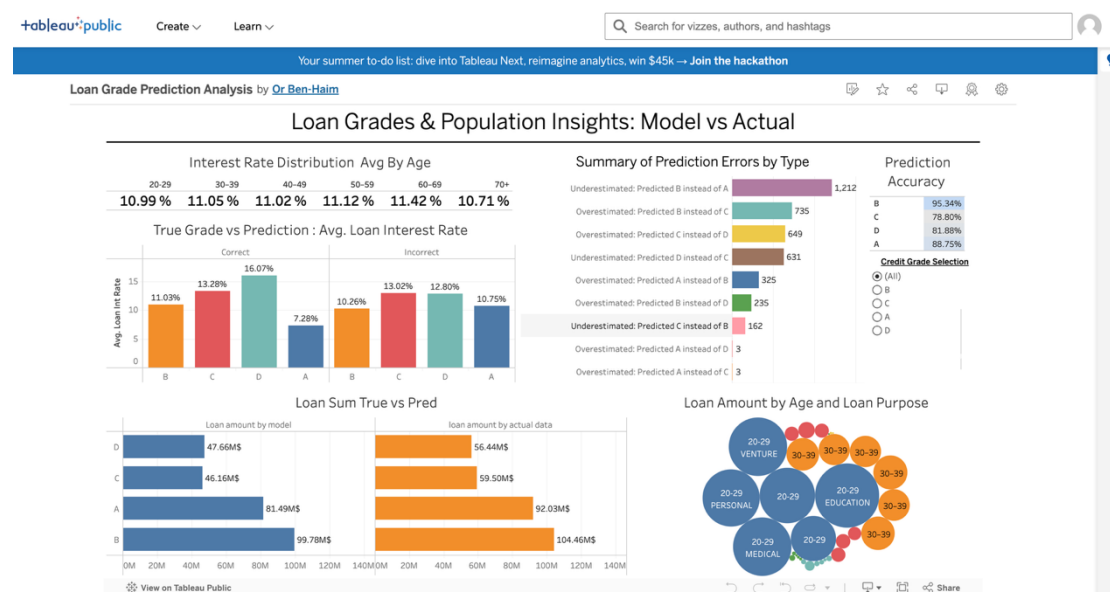 +ableau public Create Learn Search for vizzes, authors, and hashtags
Your summer to-do list: dive into Tableau Next, reimagine analytics, win $45k → Join the hackathon
Loan Grade Prediction Analysis by Or Ben-Haim
Loan Grades & Population Insights: Model vs Actual
Interest Rate Distribution Avg By Age
20-29 30-39 40-49 50-59 60-69 70+
10.99 % 11.05 % 11.02 % 11.12 % 11.42 % 10.71 %
True Grade vs Prediction : Avg. Loan Interest Rate
Correct Incorrect
Avg. Loan Int Rate
15
10
5
0
11.03% 13.28% 16.07% 7.28% 10.26% 13.02% 12.80% 10.75%
B C D A B C D A
Summary of Prediction Errors by Type
Underestimated: Predicted B instead of A 1,212
Overestimated: Predicted B instead of C 735
Overestimated: Predicted C instead of D 649
Underestimated: Predicted D instead of C 631
Overestimated: Predicted A instead of B 325
Overestimated: Predicted B instead of D 235
Underestimated: Predicted C instead of B 162
Overestimated: Predicted A instead of D 3
Overestimated: Predicted A instead of C 3
Prediction
Accuracy
B 95.34%
C 78.80%
D 81.88%
A 88.75%
Credit Grade Selection
(All)
B
C
A
D
Loan Sum True vs Pred
Loan amount by model loan amount by actual data
D 47.66M$ 56.44M$
C 46.16M$ 59.50M$
A 81.49M$ 92.03M$
B 99.78M$ 104.46M$
0M 20M 40M 60M 80M 100M 120M 140M 0M 20M 40M 60M 80M 100M 120M 140M
Loan Amount by Age and Loan Purpose
20-29
VENTURE
30-39
30-39
30-39
30-39
20-29
PERSONAL
20-29
20-29
EDUCATION
30-39
20-29
MEDICAL
20-29
30-39
View on Tableau Public Share